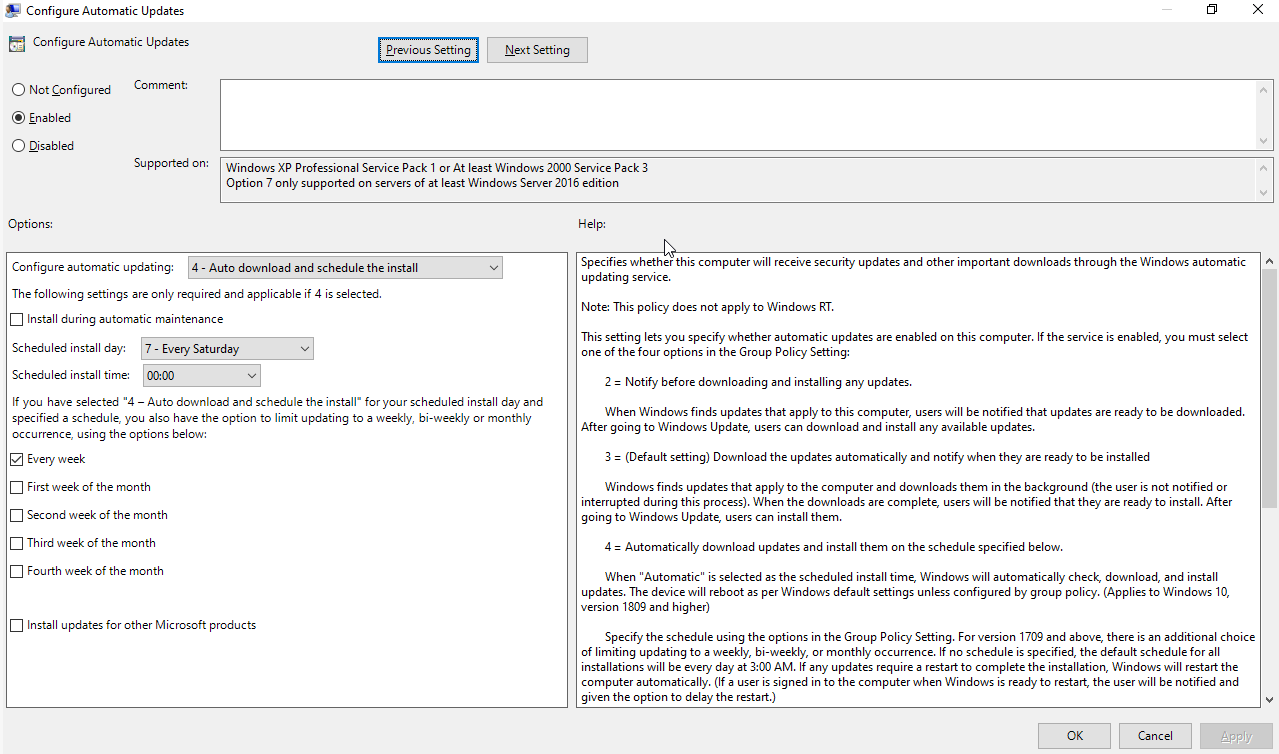 Configure Automatic Updates
Configure Automatic Updates
Previous Setting
Next Setting
Not Configured
Enabled
Disabled
Comment:
Supported on:
Windows XP Professional Service Pack 1 or At least Windows 2000 Service Pack 3
Option 7 only supported on servers of at least Windows Server 2016 edition
Options:
Help:
Configure automatic updating:
4 - Auto download and schedule the install
The following settings are only required and applicable if 4 is selected.
Install during automatic maintenance
Scheduled install day:
7 - Every Saturday
Scheduled install time:
00:00
If you have selected "4 – Auto download and schedule the install" for your scheduled install day and
specified a schedule, you also have the option to limit updating to a weekly, bi-weekly or monthly
occurrence, using the options below:
Every week
First week of the month
Second week of the month
Third week of the month
Fourth week of the month
Install updates for other Microsoft products
Specifies whether this computer will receive security updates and other important downloads through the Windows automatic
updating service.
Note: This policy does not apply to Windows RT.
This setting lets you specify whether automatic updates are enabled on this computer. If the service is enabled, you must select
one of the four options in the Group Policy Setting:
2 = Notify before downloading and installing any updates.
When Windows finds updates that apply to this computer, users will be notified that updates are ready to be downloaded.
After going to Windows Update, users can download and install any available updates.
3 = (Default setting) Download the updates automatically and notify when they are ready to be installed
Windows finds updates that apply to the computer and downloads them in the background (the user is not notified or
interrupted during this process). When the downloads are complete, users will be notified that they are ready to install. After
going to Windows Update, users can install them.
4 = Automatically download updates and install them on the schedule specified below.
When "Automatic" is selected as the scheduled install time, Windows will automatically check, download, and install
updates. The device will reboot as per Windows default settings unless configured by group policy. (Applies to Windows 10,
version 1809 and higher)
Specify the schedule using the options in the Group Policy Setting. For version 1709 and above, there is an additional choice
of limiting updating to a weekly, bi-weekly, or monthly occurrence. If no schedule is specified, the default schedule for all
installations will be every day at 3:00 AM. If any updates require a restart to complete the installation, Windows will restart the
computer automatically. (If a user is signed in to the computer when Windows is ready to restart, the user will be notified and
given the option to delay the restart.)
OK
Cancel
Apply